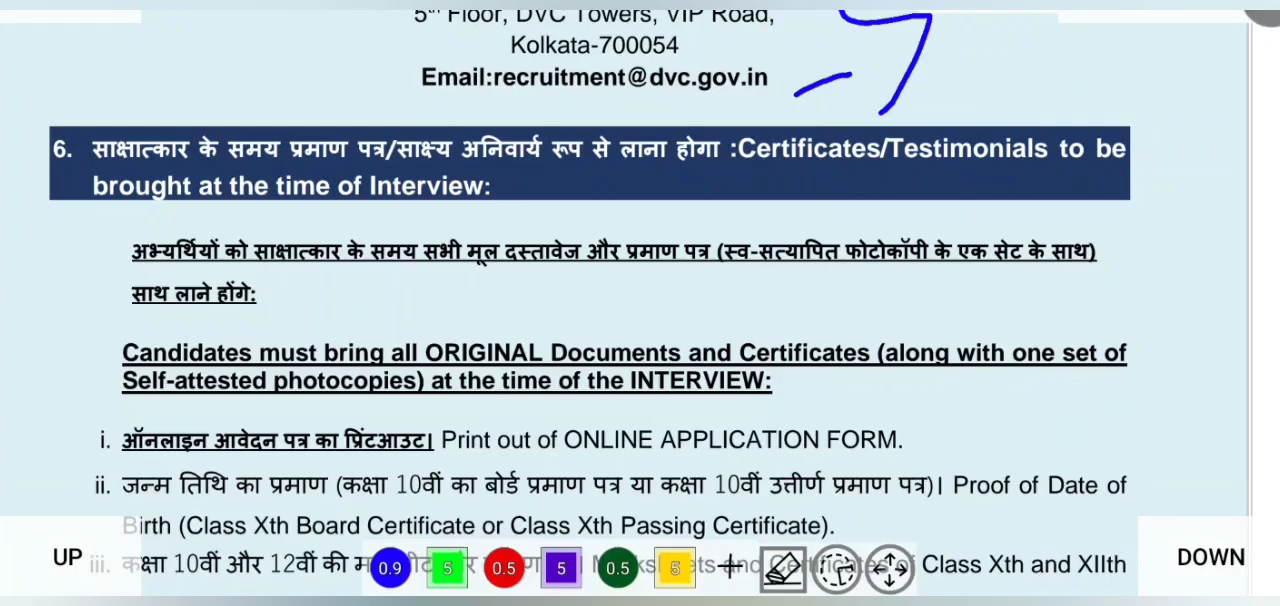 5th Floor, DVC Towers, VIP Road,
Kolkata-700054
Email:recruitment@dvc.gov.in
6. साक्षात्कार के समय प्रमाण पत्र/साक्ष्य अनिवार्य रूप से लाना होगा :Certificates/Testimonials to be
brought at the time of Interview:
अभ्यर्थियों को साक्षात्कार के समय सभी मूल दस्तावेज और प्रमाण पत्र (स्व-सत्यापित फोटोकॉपी के एक सेट के साथ)
साथ लाने होंगे:
Candidates must bring all ORIGINAL Documents and Certificates (along with one set of
Self-attested photocopies) at the time of the INTERVIEW:
i. ऑनलाइन आवेदन पत्र का प्रिंटआउट। Print out of ONLINE APPLICATION FORM.
ii. जन्म तिथि का प्रमाण (कक्षा 10वीं का बोर्ड प्रमाण पत्र या कक्षा 10वीं उत्तीर्ण प्रमाण पत्र)। Proof of Date of
Birth (Class Xth Board Certificate or Class Xth Passing Certificate).
iii. कक्षा 10वीं और 12वीं की Certificates of Class Xth and XIIth
UP 0.9 5 0.5 5 0.5 5 DOWN